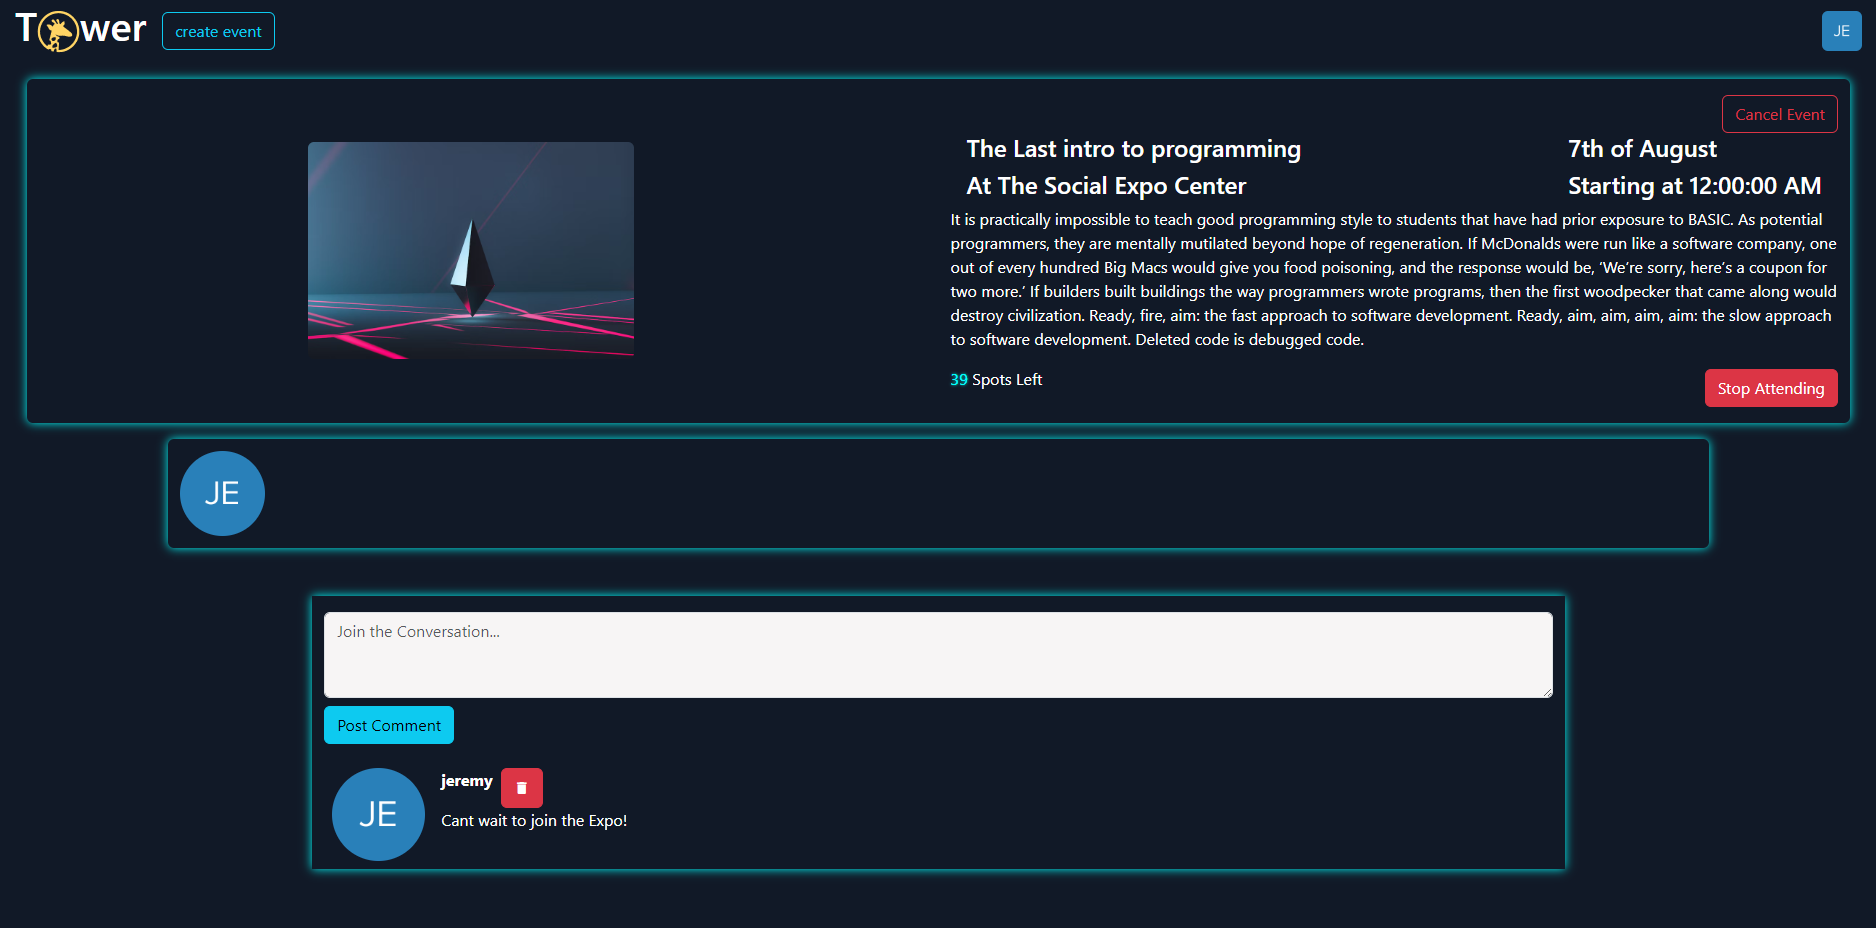 Tower
create event
JE
Cancel Event
The Last intro to programming
7th of August
At The Social Expo Center
Starting at 12:00:00 AM
It is practically impossible to teach good programming style to students that have had prior exposure to BASIC. As potential
programmers, they are mentally mutilated beyond hope of regeneration. If McDonalds were run like a software company, one
out of every hundred Big Macs would give you food poisoning, and the response would be, ‘We’re sorry, here’s a coupon for
two more.’ If builders built buildings the way programmers wrote programs, then the first woodpecker that came along would
destroy civilization. Ready, fire, aim: the fast approach to software development. Ready, aim, aim, aim, aim: the slow approach
to software development. Deleted code is debugged code.
39 Spots Left
Stop Attending
JE
Join the Conversation...
Post Comment
JE
jeremy
Cant wait to join the Expo!